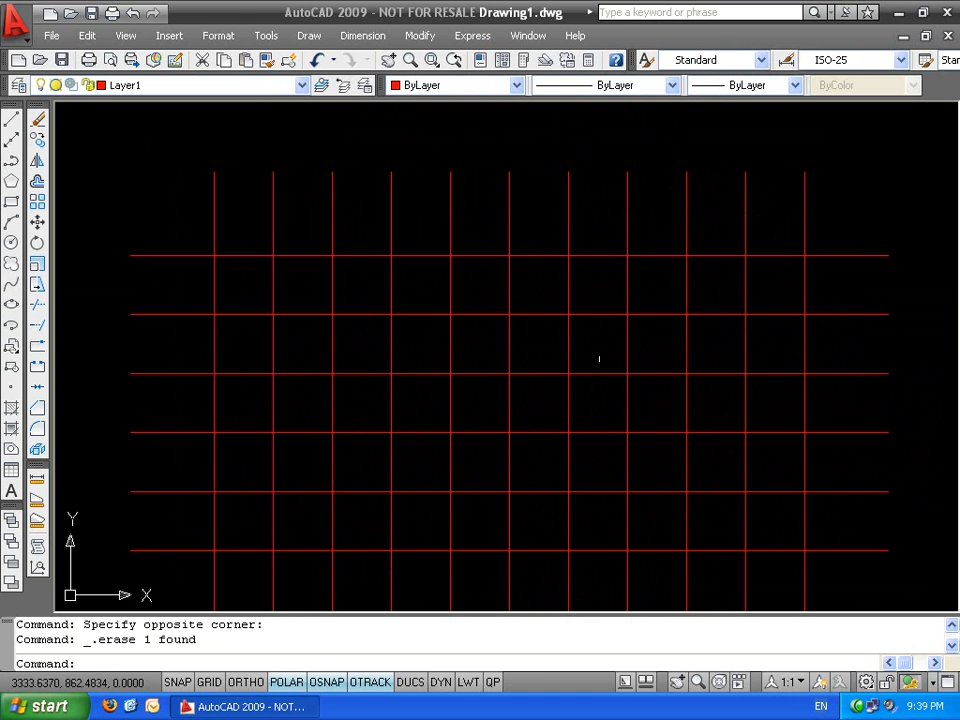 AutoCAD 2009 - NOT FOR RESALE Drawing1.dwg
Type a keyword or phrase
File Edit View Insert Format Tools Draw Dimension Modify Express Window Help
Standard ISO-25 Star
Layer1 ByLayer ByLayer ByLayer ByColor
A
Y
X
Command: Specify opposite corner:
Command: _.erase 1 found
Command:
3333.6370, 862.4834, 0.0000 SNAP GRID ORTHO POLAR OSNAP OTRACK DUCS DYN LWT QP 1:1
start AutoCAD 2009 - NOT... EN 9:39 PM